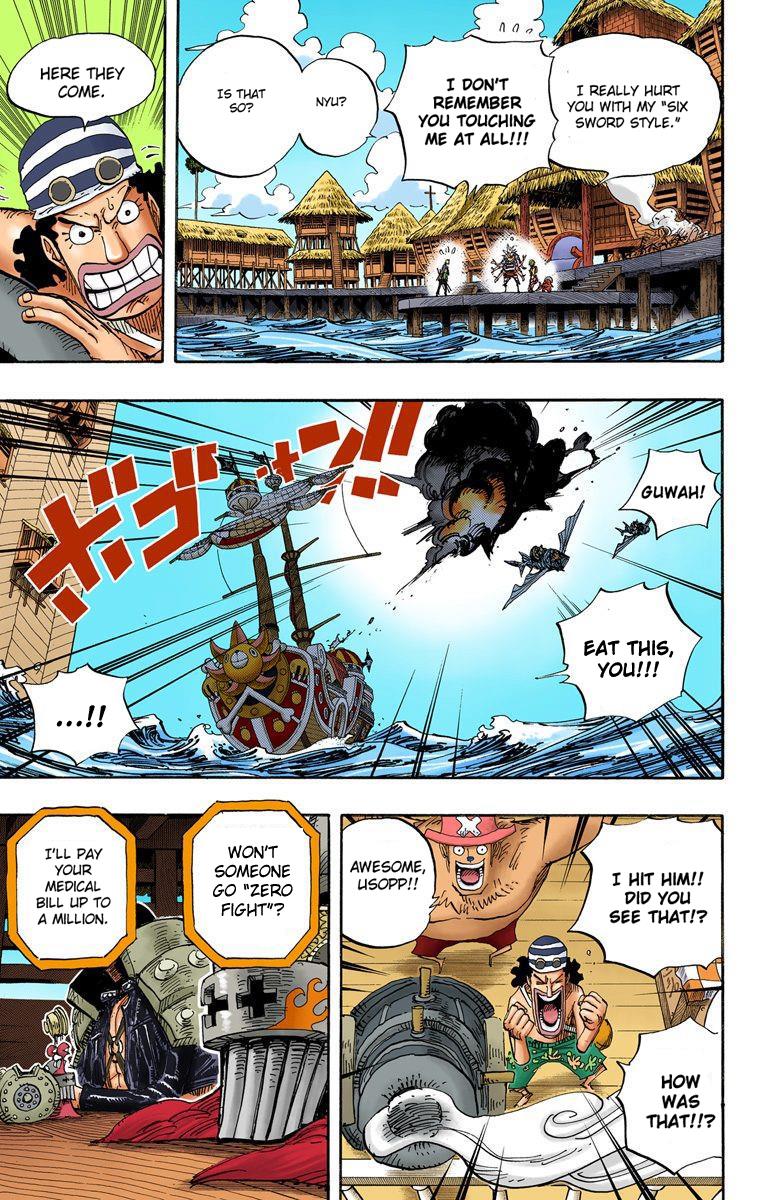 I REALLY HURT
YOU WITH MY "SIX
SWORD STYLE."
I DON'T
REMEMBER
YOU TOUCHING
ME AT ALL!!!
NYU?
IS THAT
SO?
HERE THEY
COME.
GUWAH!
ボゴォン!!
EAT THIS,
YOU!!!
...!!
I HIT HIM!!
DID YOU
SEE THAT!?
AWESOME,
USOPP!!
HOW
WAS
THAT!!?
WON'T
SOMEONE
GO "ZERO
FIGHT"?
I'LL PAY
YOUR
MEDICAL
BILL UP TO
A MILLION.